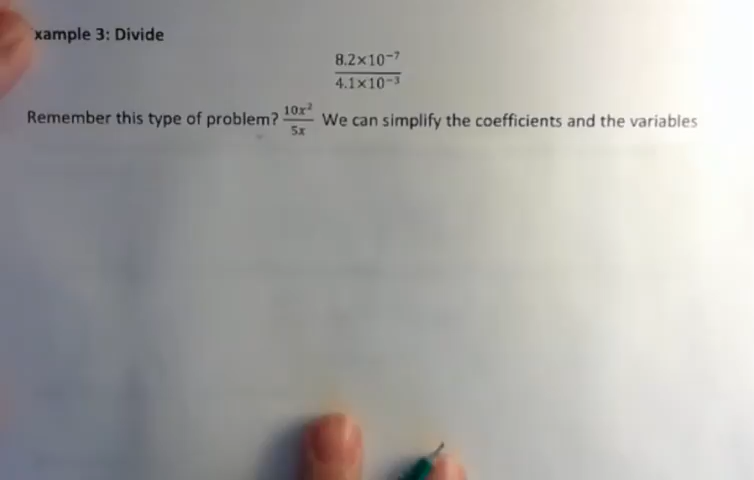 xample 3: Divide
8.2×10⁻⁷
4.1×10⁻³
Remember this type of problem? 10x²/5x We can simplify the coefficients and the variables